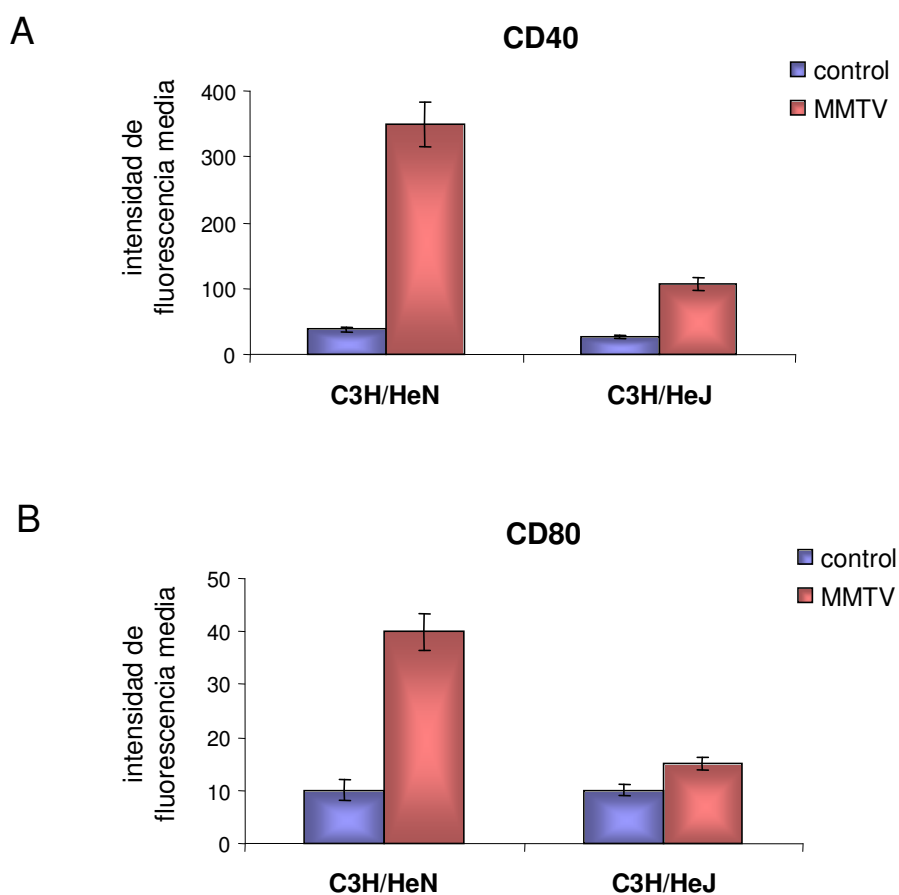 A
CD40
control
MMTV
intensidad de
fluorescencia media
400
300
200
100
0
C3H/HeN
C3H/HeJ
B
CD80
control
MMTV
intensidad de
fluorescencia media
50
40
30
20
10
0
C3H/HeN
C3H/HeJ